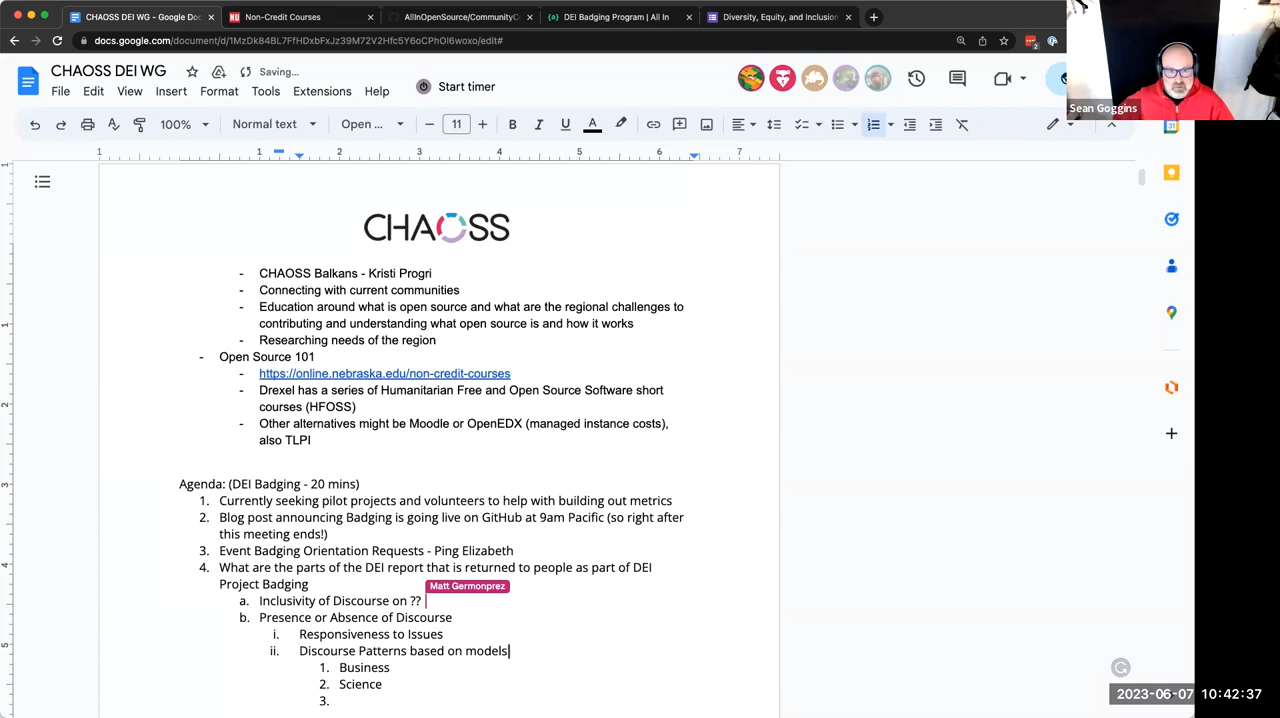 CHAOSS DEI WG - Google Doc
Non-Credit Courses
AllInOpenSource/CommunityC
DEI Badging Program | All In
Diversity, Equity, and Inclusion
docs.google.com/document/d/1MzDk84BL7FfHDxbFxJz39M72V2Hfc5Y6oCPhOl6woxo/edit#
CHAOSS DEI WG
Saving...
File Edit View Insert Format Tools Extensions Help
Start timer
Sean Goggins
100% Normal text Open ... 11
1 1 2 3 4 5 6 7
CHAOSS
- CHAOSS Balkans - Kristi Progri
- Connecting with current communities
- Education around what is open source and what are the regional challenges to
contributing and understanding what open source is and how it works
- Researching needs of the region
- Open Source 101
- https://online.nebraska.edu/non-credit-courses
- Drexel has a series of Humanitarian Free and Open Source Software short
courses (HFOSS)
- Other alternatives might be Moodle or OpenEDX (managed instance costs),
also TLPI
Agenda: (DEI Badging - 20 mins)
1. Currently seeking pilot projects and volunteers to help with building out metrics
2. Blog post announcing Badging is going live on GitHub at 9am Pacific (so right after
this meeting ends!)
3. Event Badging Orientation Requests - Ping Elizabeth
4. What are the parts of the DEI report that is returned to people as part of DEI
Project Badging
Matt Germonprez
a. Inclusivity of Discourse on ??
b. Presence or Absence of Discourse
i. Responsiveness to Issues
ii. Discourse Patterns based on models
1. Business
2. Science
3.
2023-06-07 10:42:37